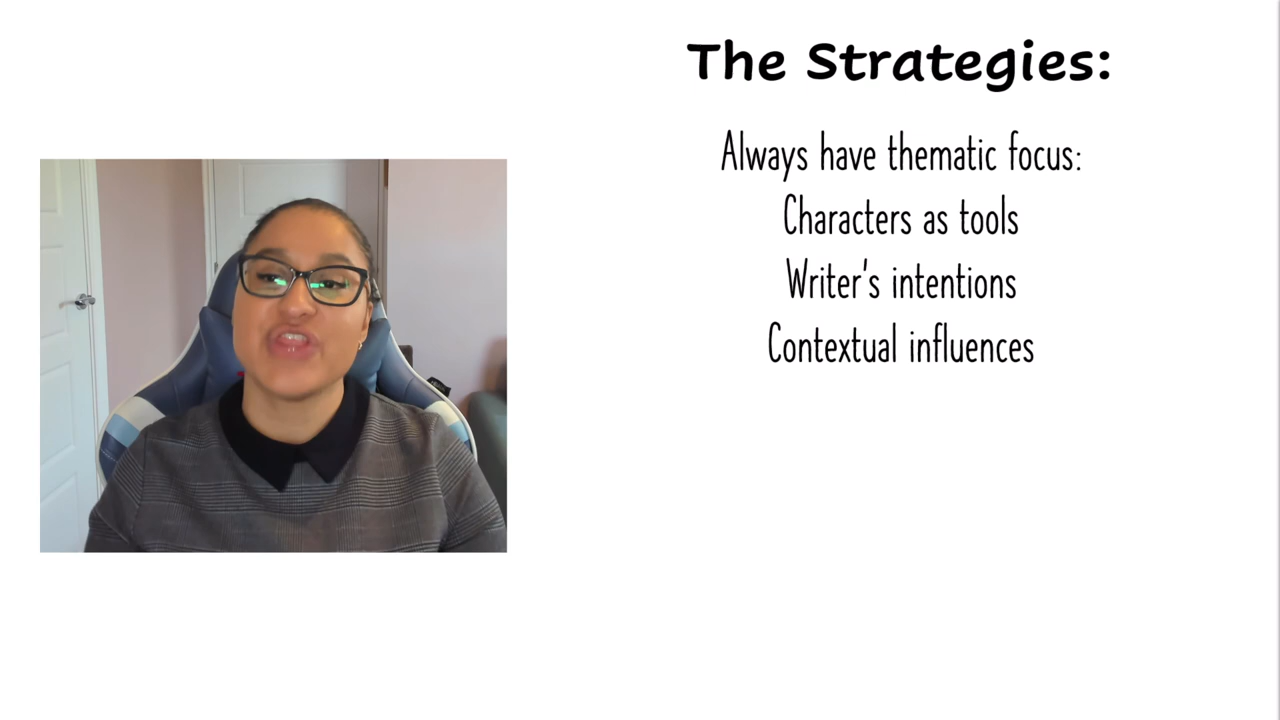 The Strategies:
Always have thematic focus:
Characters as tools
Writer's intentions
Contextual influences